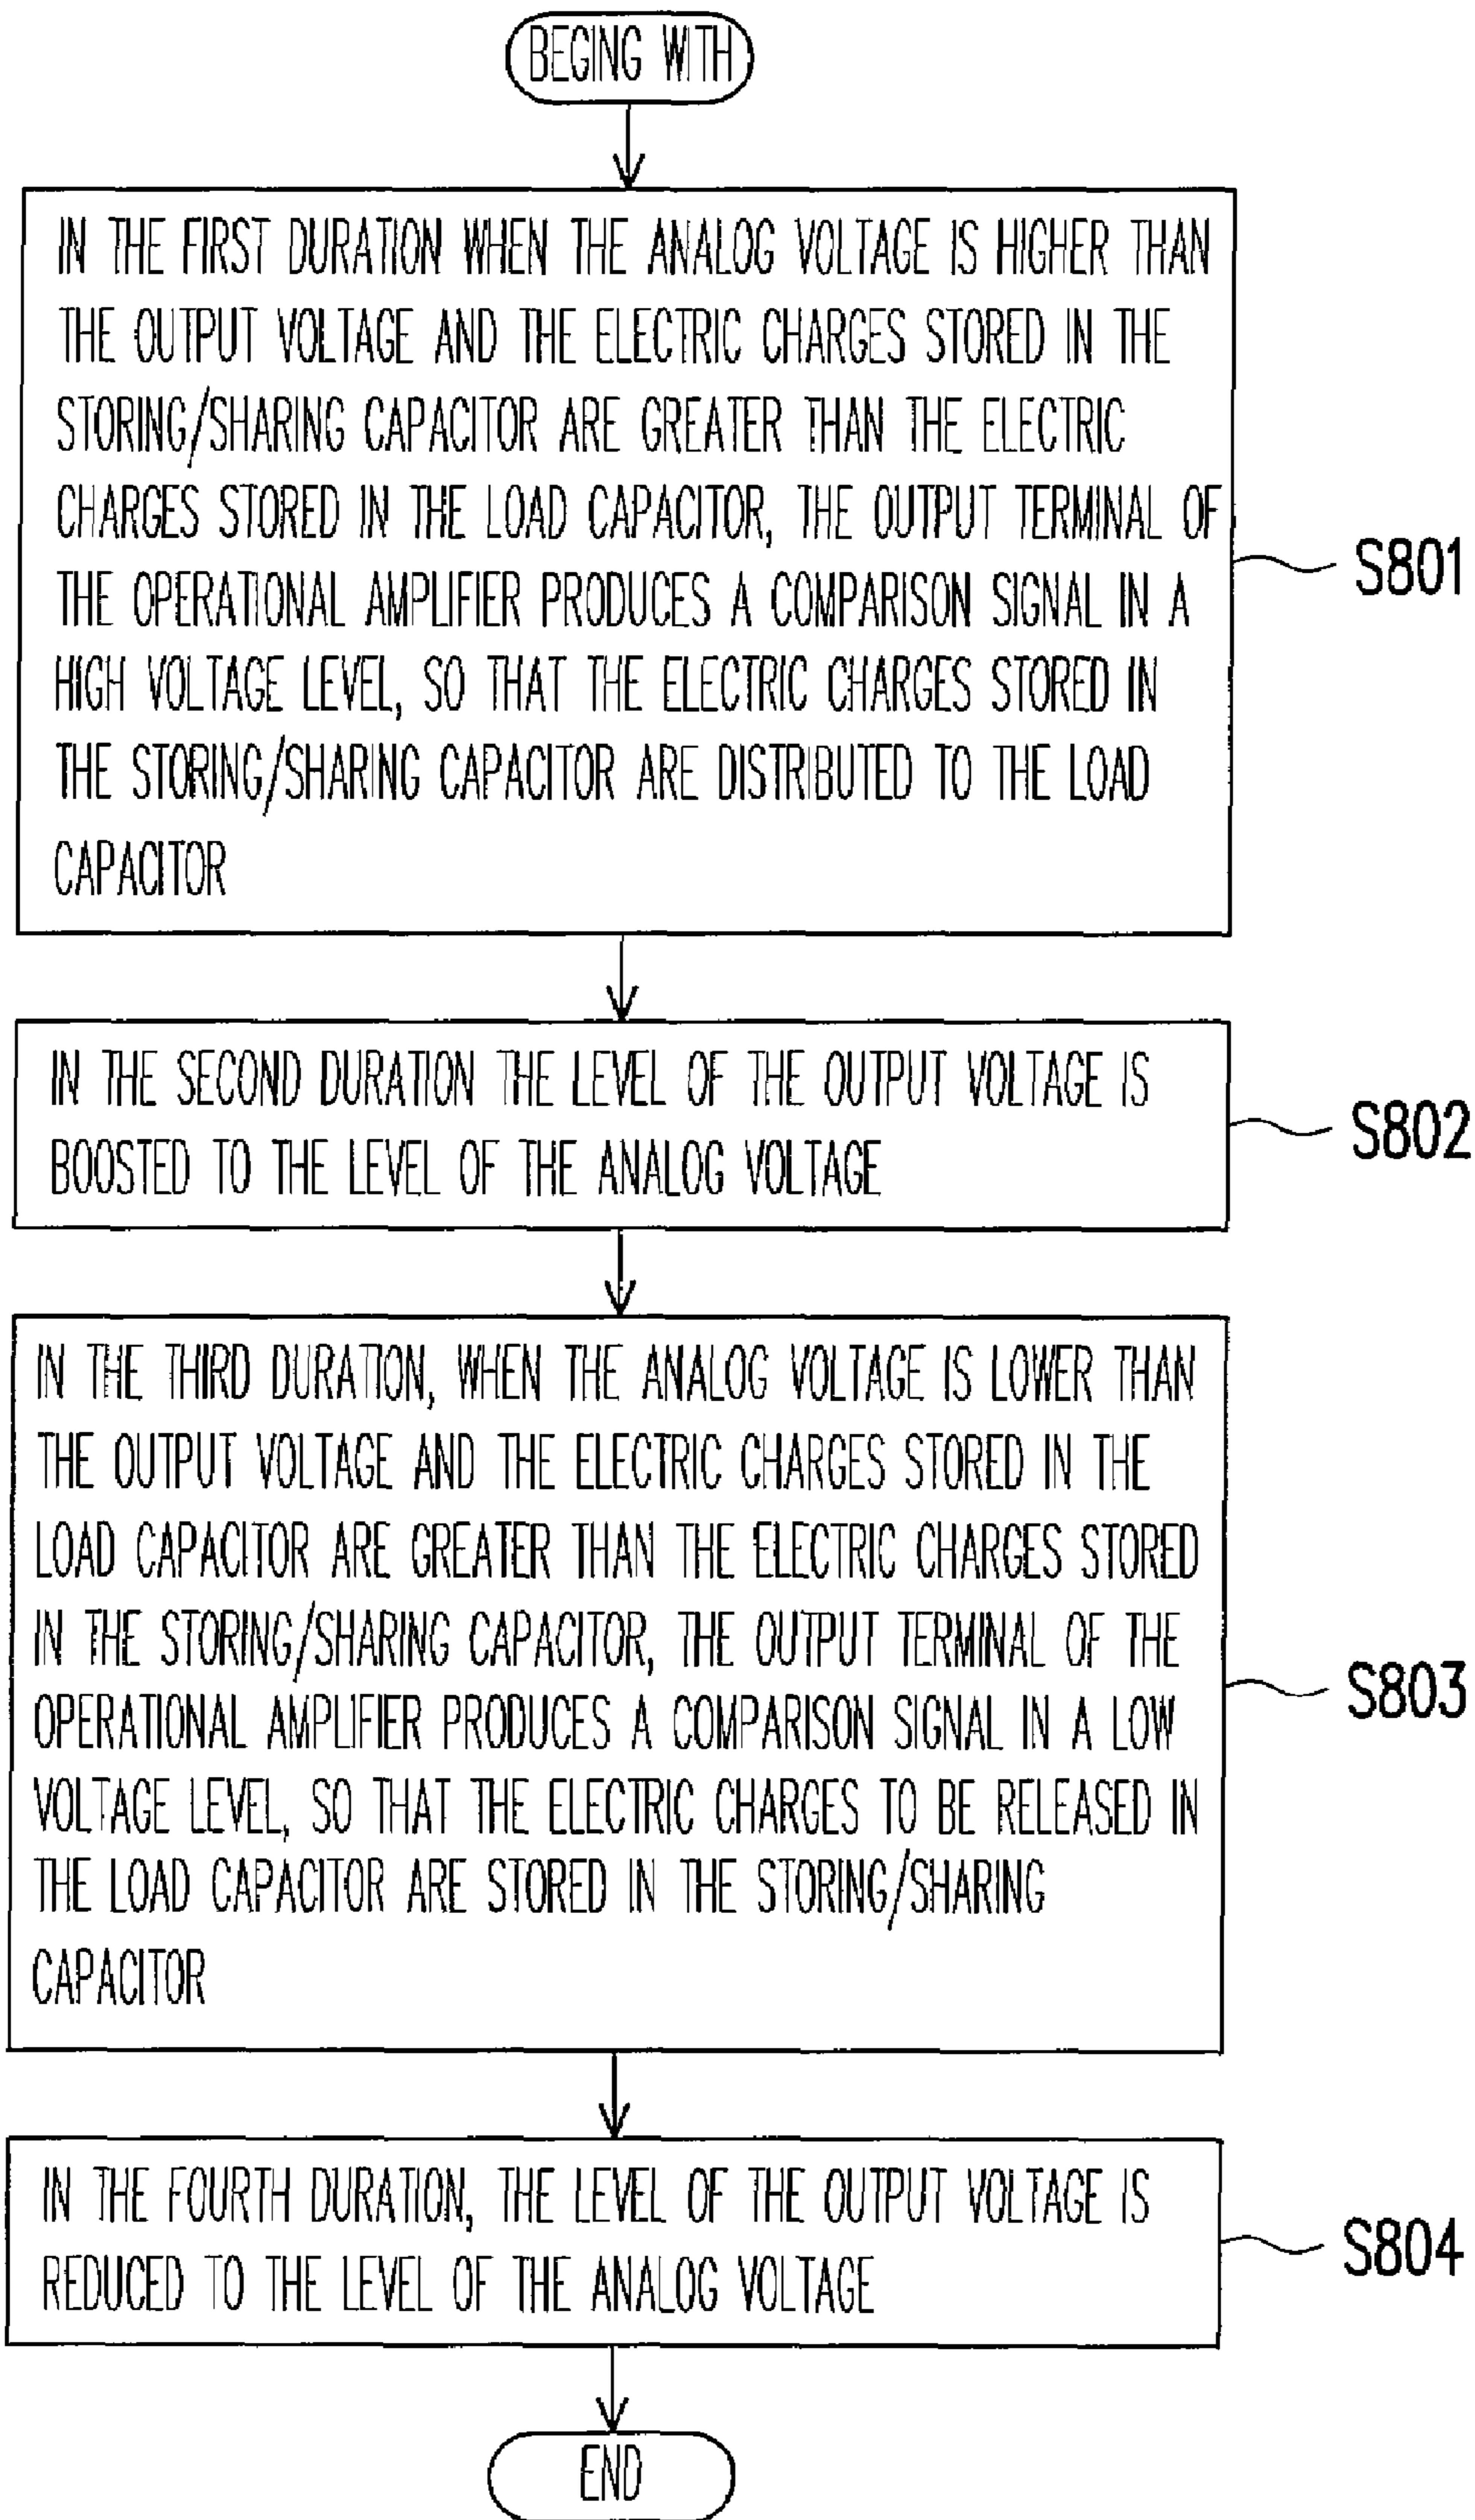 BEGING WITH
IN THE FIRST DURATION WHEN THE ANALOG VOLTAGE IS HIGHER THAN
THE OUTPUT VOLTAGE AND THE ELECTRIC CHARGES STORED IN THE
STORING/SHARING CAPACITOR ARE GREATER THAN THE ELECTRIC
CHARGES STORED IN THE LOAD CAPACITOR, THE OUTPUT TERMINAL OF
THE OPERATIONAL AMPLIFIER PRODUCES A COMPARISON SIGNAL IN A
HIGH VOLTAGE LEVEL, SO THAT THE ELECTRIC CHARGES STORED IN
THE STORING/SHARING CAPACITOR ARE DISTRIBUTED TO THE LOAD
CAPACITOR
S801
IN THE SECOND DURATION THE LEVEL OF THE OUTPUT VOLTAGE IS
BOOSTED TO THE LEVEL OF THE ANALOG VOLTAGE
S802
IN THE THIRD DURATION, WHEN THE ANALOG VOLTAGE IS LOWER THAN
THE OUTPUT VOLTAGE AND THE ELECTRIC CHARGES STORED IN THE
LOAD CAPACITOR ARE GREATER THAN THE ELECTRIC CHARGES STORED
IN THE STORING/SHARING CAPACITOR, THE OUTPUT TERMINAL OF THE
OPERATIONAL AMPLIFIER PRODUCES A COMPARISON SIGNAL IN A LOW
VOLTAGE LEVEL, SO THAT THE ELECTRIC CHARGES TO BE RELEASED IN
THE LOAD CAPACITOR ARE STORED IN THE STORING/SHARING
CAPACITOR
S803
IN THE FOURTH DURATION, THE LEVEL OF THE OUTPUT VOLTAGE IS
REDUCED TO THE LEVEL OF THE ANALOG VOLTAGE
S804
END